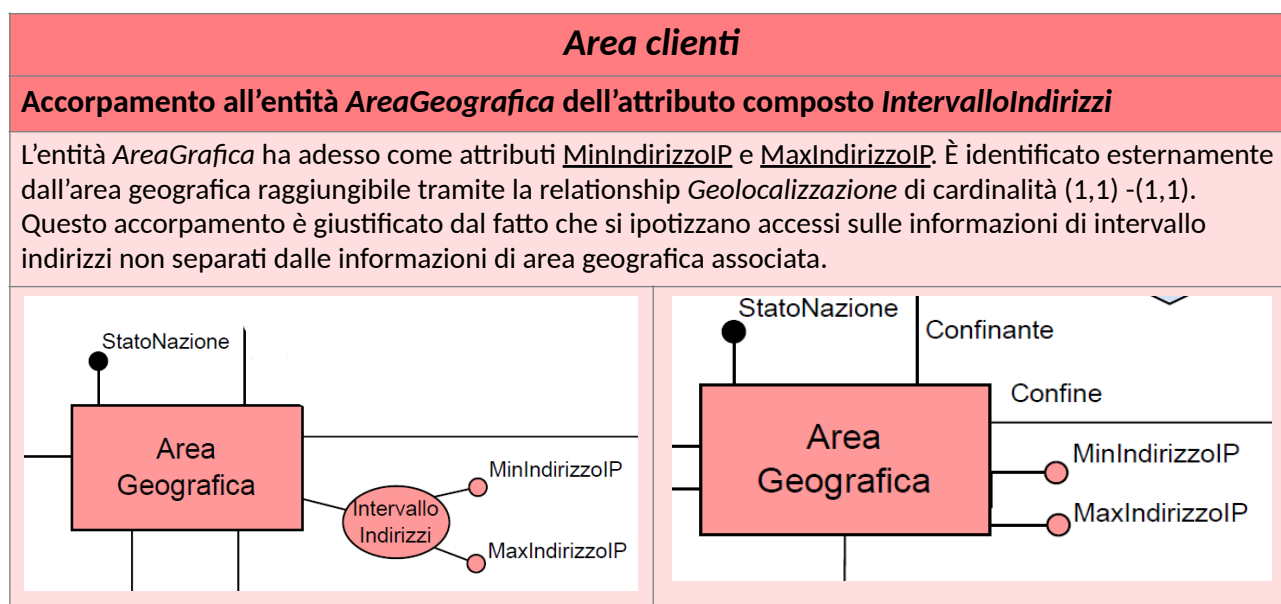 Area clienti
Accorpamento all'entità AreaGeografica dell'attributo composto IntervalloIndirizzi
L'entità AreaGrafica ha adesso come attributi MinIndirizzoIP e MaxIndirizzoIP. È identificato esternamente
dall'area geografica raggiungibile tramite la relationship Geolocalizzazione di cardinalità (1,1) -(1,1).
Questo accorpamento è giustificato dal fatto che si ipotizzano accessi sulle informazioni di intervallo
indirizzi non separati dalle informazioni di area geografica associata.
StatoNazione
Area
Geografica
MinIndirizzoIP
Intervallo
Indirizzi
MaxIndirizzoIP
StatoNazione
Confinante
Confine
Area
Geografica
MinIndirizzoIP
MaxIndirizzoIP